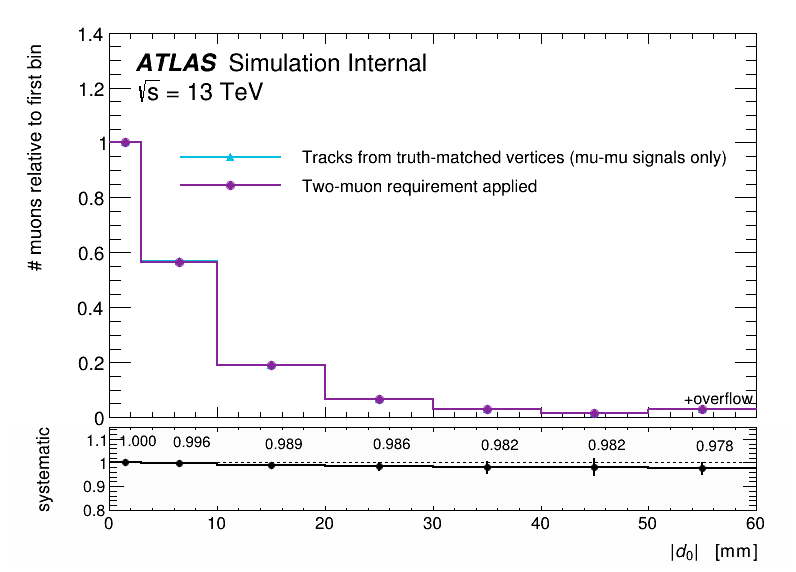 # muons relative to first bin
1.4
1.2
1
0.8
0.6
0.4
0.2
0
ATLAS Simulation Internal
√s = 13 TeV
Tracks from truth-matched vertices (mu-mu signals only)
Two-muon requirement applied
+overflow
systematic
1.1
1
0.9
0.8
1.000 0.996 0.989 0.986 0.982 0.982 0.978
0 10 20 30 40 50 60
|d₀| [mm]